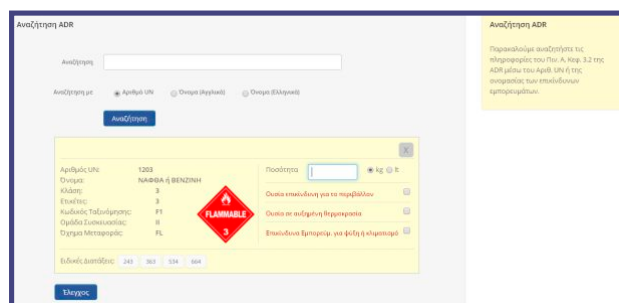 Αναζήτηση ADR
Αναζήτηση
Αναζήτηση με
Αριθμό UN
Όνομα (Αγγλικά)
Όνομα (Ελληνικά)
Αναζήτηση
X
Αριθμός UN: 1203
Όνομα: ΝΑΦΘΑ ή ΒΕΝΖΙΝΗ
Κλάση: 3
Ετικέτες: 3
Κωδικός Ταξινόμησης: F1
Ομάδα Συσκευασίας: II
Όχημα Μεταφοράς: FL
FLAMMABLE
3
Ποσότητα kg lt
Ουσία επικίνδυνη για το περιβάλλον
Ουσία σε αυξημένη θερμοκρασία
Επικίνδυνα Εμπορεύμ. για ψύξη ή κλιματισμό
Ειδικές Διατάξεις: 243 363 534 664
Έλεγχος
Αναζήτηση ADR
Παρακαλούμε αναζητήστε τις
πληροφορίες του Πιν. Α, Κεφ. 3.2 της
ADR μέσω του Αριθ. UN ή της
ονομασίας των επικίνδυνων
εμπορευμάτων.